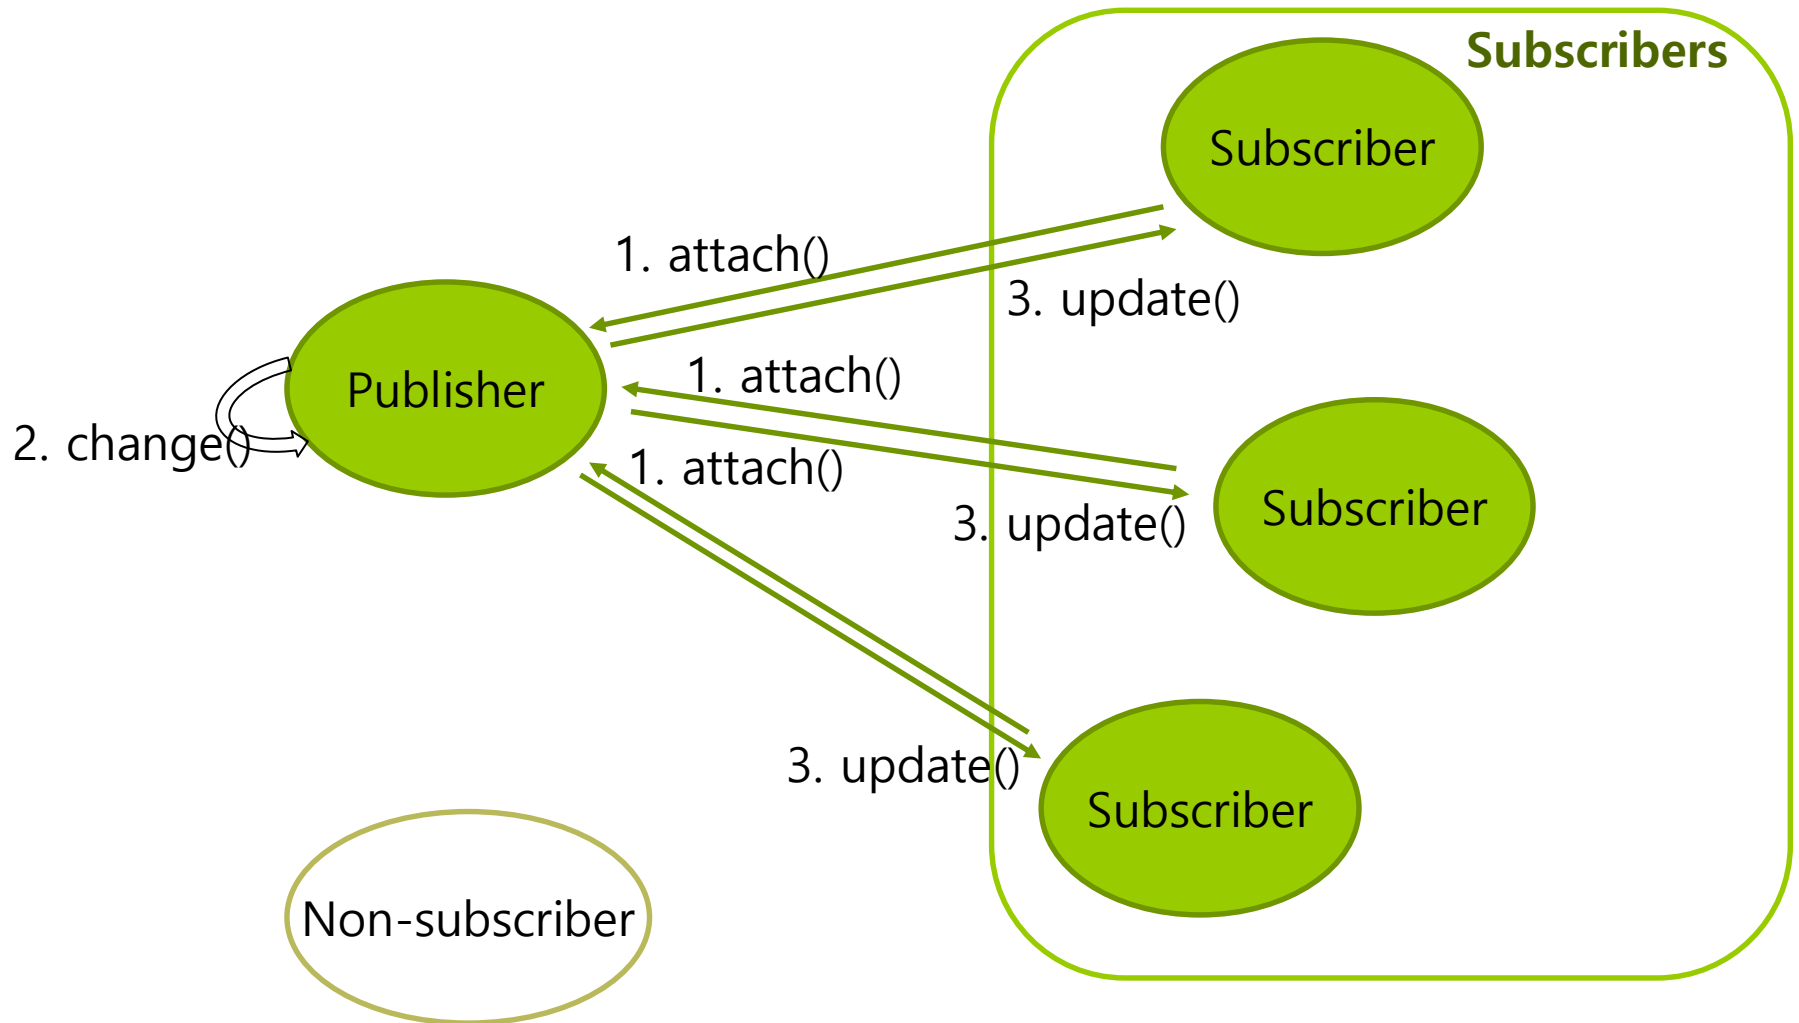 Subscribers
Subscriber
1. attach()
3. update()
Publisher
1. attach()
2. change()
1. attach()
Subscriber
3. update()
3. update()
Subscriber
Non-subscriber